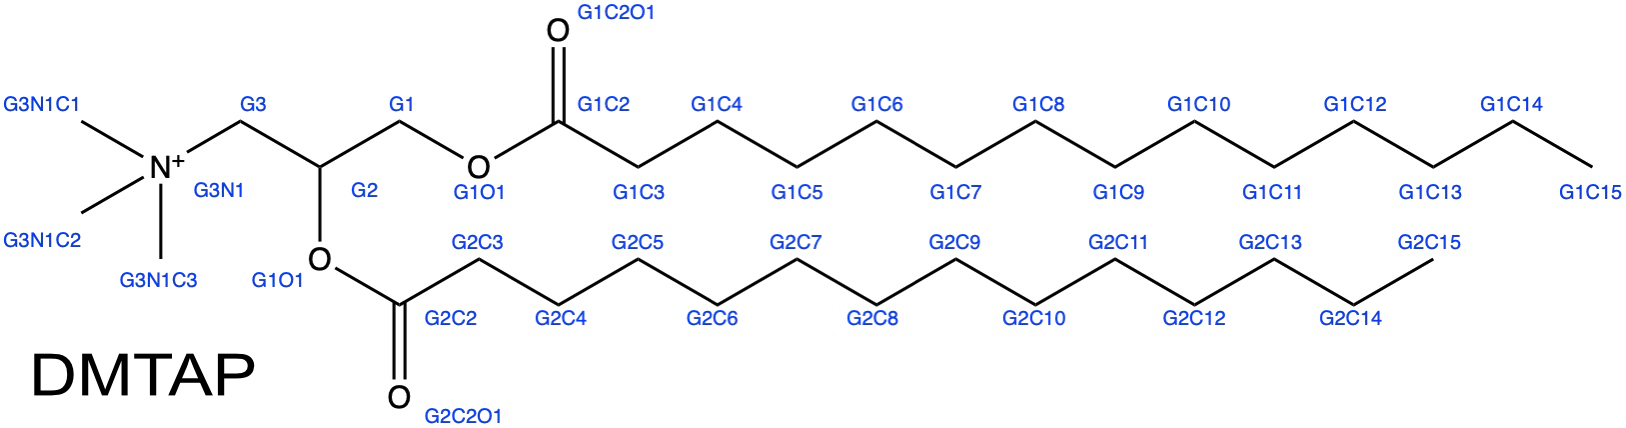 O G1C2O1
G3N1C1 G3 G1 G1C2 G1C4 G1C6 G1C8 G1C10 G1C12 G1C14
N+ G3N1 G2 O G1O1 G1C3 G1C5 G1C7 G1C9 G1C11 G1C13 G1C15
G3N1C2 G2C3 G2C5 G2C7 G2C9 G2C11 G2C13 G2C15
G3N1C3 G1O1 O G2C2 G2C4 G2C6 G2C8 G2C10 G2C12 G2C14
DMTAP
O G2C2O1